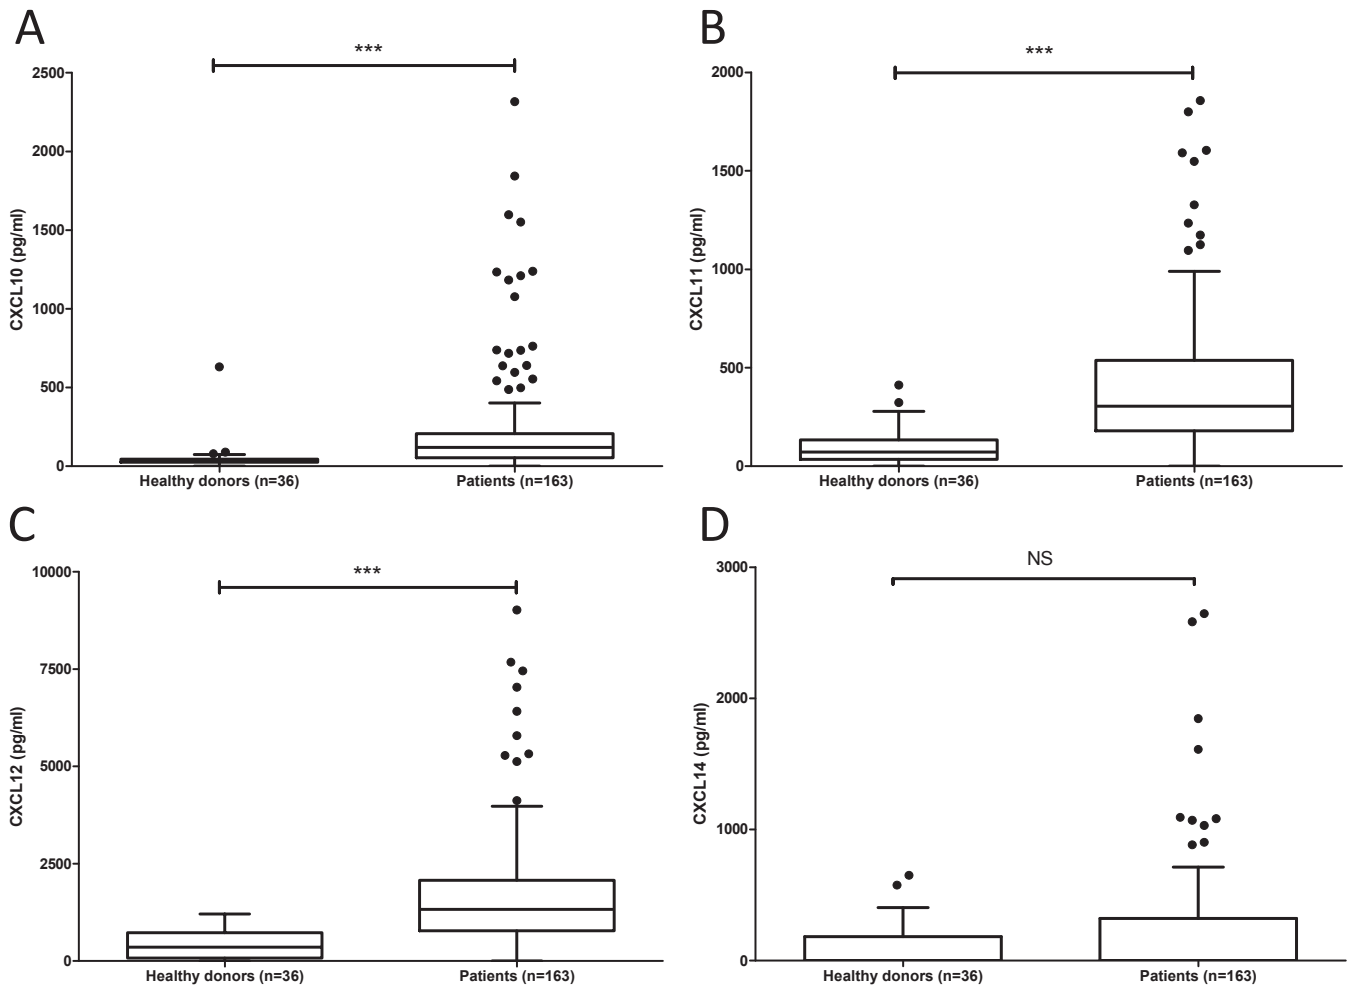 A
***
2500
2000
1500
1000
500
0
CXCL10 (pg/ml)
Healthy donors (n=36)
Patients (n=163)
B
***
2000
1500
1000
500
0
CXCL11 (pg/ml)
Healthy donors (n=36)
Patients (n=163)
C
***
10000
7500
5000
2500
0
CXCL12 (pg/ml)
Healthy donors (n=36)
Patients (n=163)
D
NS
3000
2000
1000
0
CXCL14 (pg/ml)
Healthy donors (n=36)
Patients (n=163)